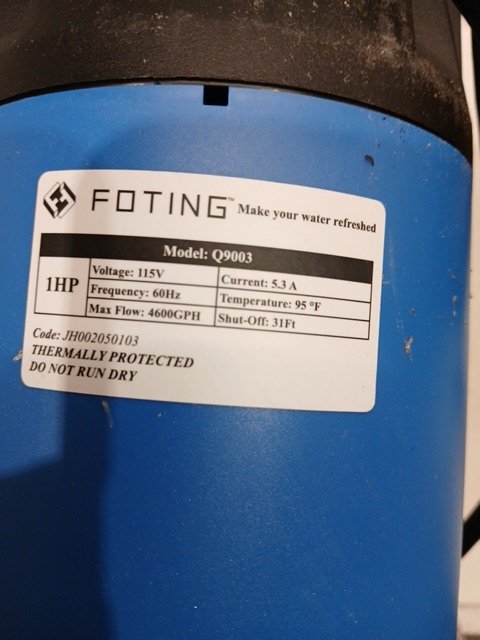 FOTING™ Make your water refreshed
Model: Q9003
1HP
Voltage: 115V
Current: 5.3 A
Frequency: 60Hz
Temperature: 95 °F
Max Flow: 4600GPH
Shut-Off: 31Ft
Code: JH002050103
THERMALLY PROTECTED
DO NOT RUN DRY